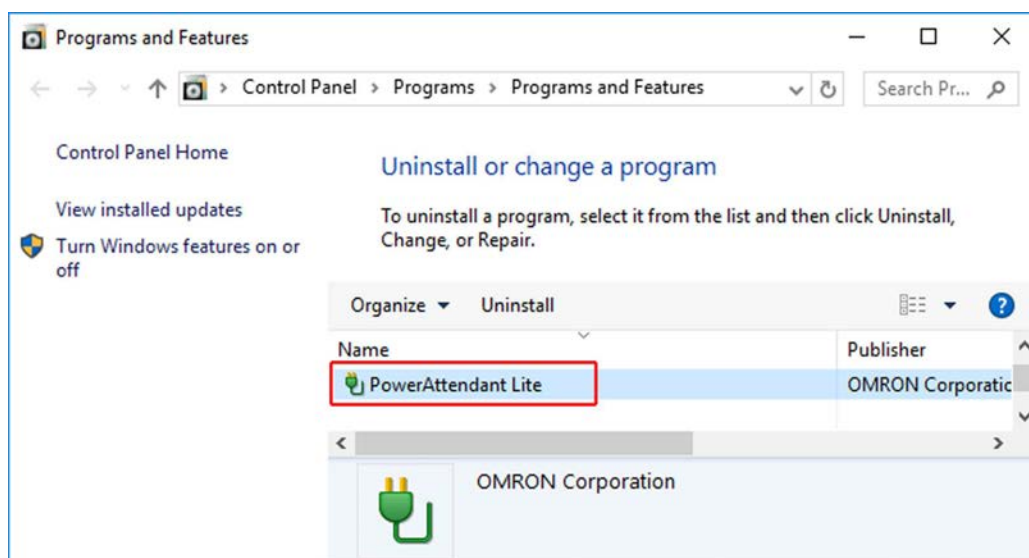 Programs and Features
Control Panel > Programs > Programs and Features
Search Pr...
Control Panel Home
View installed updates
Turn Windows features on or
off
Uninstall or change a program
To uninstall a program, select it from the list and then click Uninstall,
Change, or Repair.
Organize
Uninstall
Name
Publisher
PowerAttendant Lite
OMRON Corporatic
OMRON Corporation